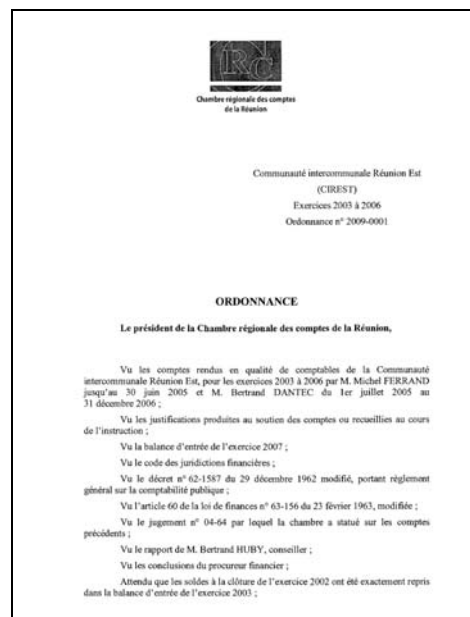 RC
Chambre régionale des comptes
de la Réunion
Communauté intercommunale Réunion Est
(CIREST)
Exercices 2003 à 2006
Ordonnance n° 2009-0001
ORDONNANCE
Le président de la Chambre régionale des comptes de la Réunion,
Vu les comptes rendus en qualité de comptables de la Communauté
intercommunale Réunion Est, pour les exercices 2003 à 2006 par M. Michel FERRAND
jusqu'au 30 juin 2005 et M. Bertrand DANTEC du 1er juillet 2005 au
31 décembre 2006 ;
Vu les justifications produites au soutien des comptes ou recueillies au cours
de l'instruction ;
Vu la balance d'entrée de l'exercice 2007 ;
Vu le code des juridictions financières ;
Vu le décret n° 62-1587 du 29 décembre 1962 modifié, portant règlement
général sur la comptabilité publique ;
Vu l'article 60 de la loi de finances n° 63-156 du 23 février 1963, modifiée ;
Vu le jugement n° 04-64 par lequel la chambre a statué sur les comptes
précédents ;
Vu le rapport de M. Bertrand HUBY, conseiller ;
Vu les conclusions du procureur financier ;
Attendu que les soldes à la clôture de l'exercice 2002 ont été exactement repris
dans la balance d'entrée de l'exercice 2003 ;